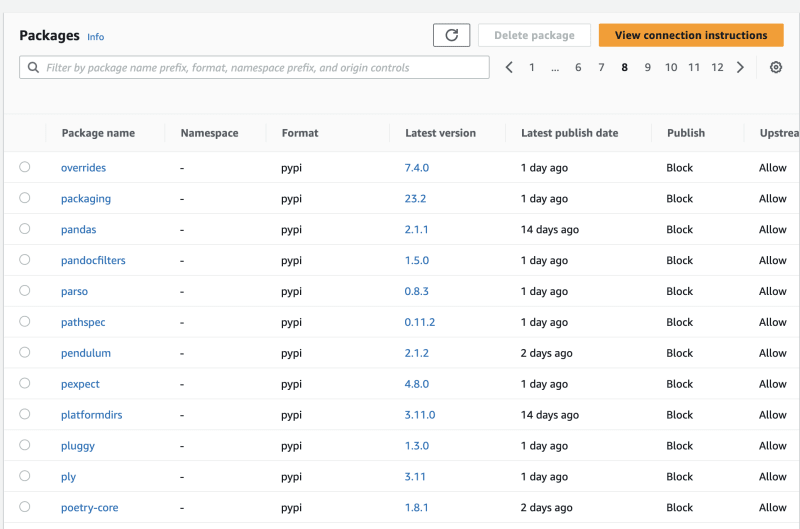 Packages Info
Delete package
View connection instructions
Filter by package name prefix, format, namespace prefix, and origin controls
1 ... 6 7 8 9 10 11 12
Package name Namespace Format Latest version Latest publish date Publish Upstrea
overrides - pypi 7.4.0 1 day ago Block Allow
packaging - pypi 23.2 1 day ago Block Allow
pandas - pypi 2.1.1 14 days ago Block Allow
pandocfilters - pypi 1.5.0 1 day ago Block Allow
parso - pypi 0.8.3 1 day ago Block Allow
pathspec - pypi 0.11.2 1 day ago Block Allow
pendulum - pypi 2.1.2 2 days ago Block Allow
pexpect - pypi 4.8.0 1 day ago Block Allow
platformdirs - pypi 3.11.0 14 days ago Block Allow
pluggy - pypi 1.3.0 1 day ago Block Allow
ply - pypi 3.11 1 day ago Block Allow
poetry-core - pypi 1.8.1 2 days ago Block Allow